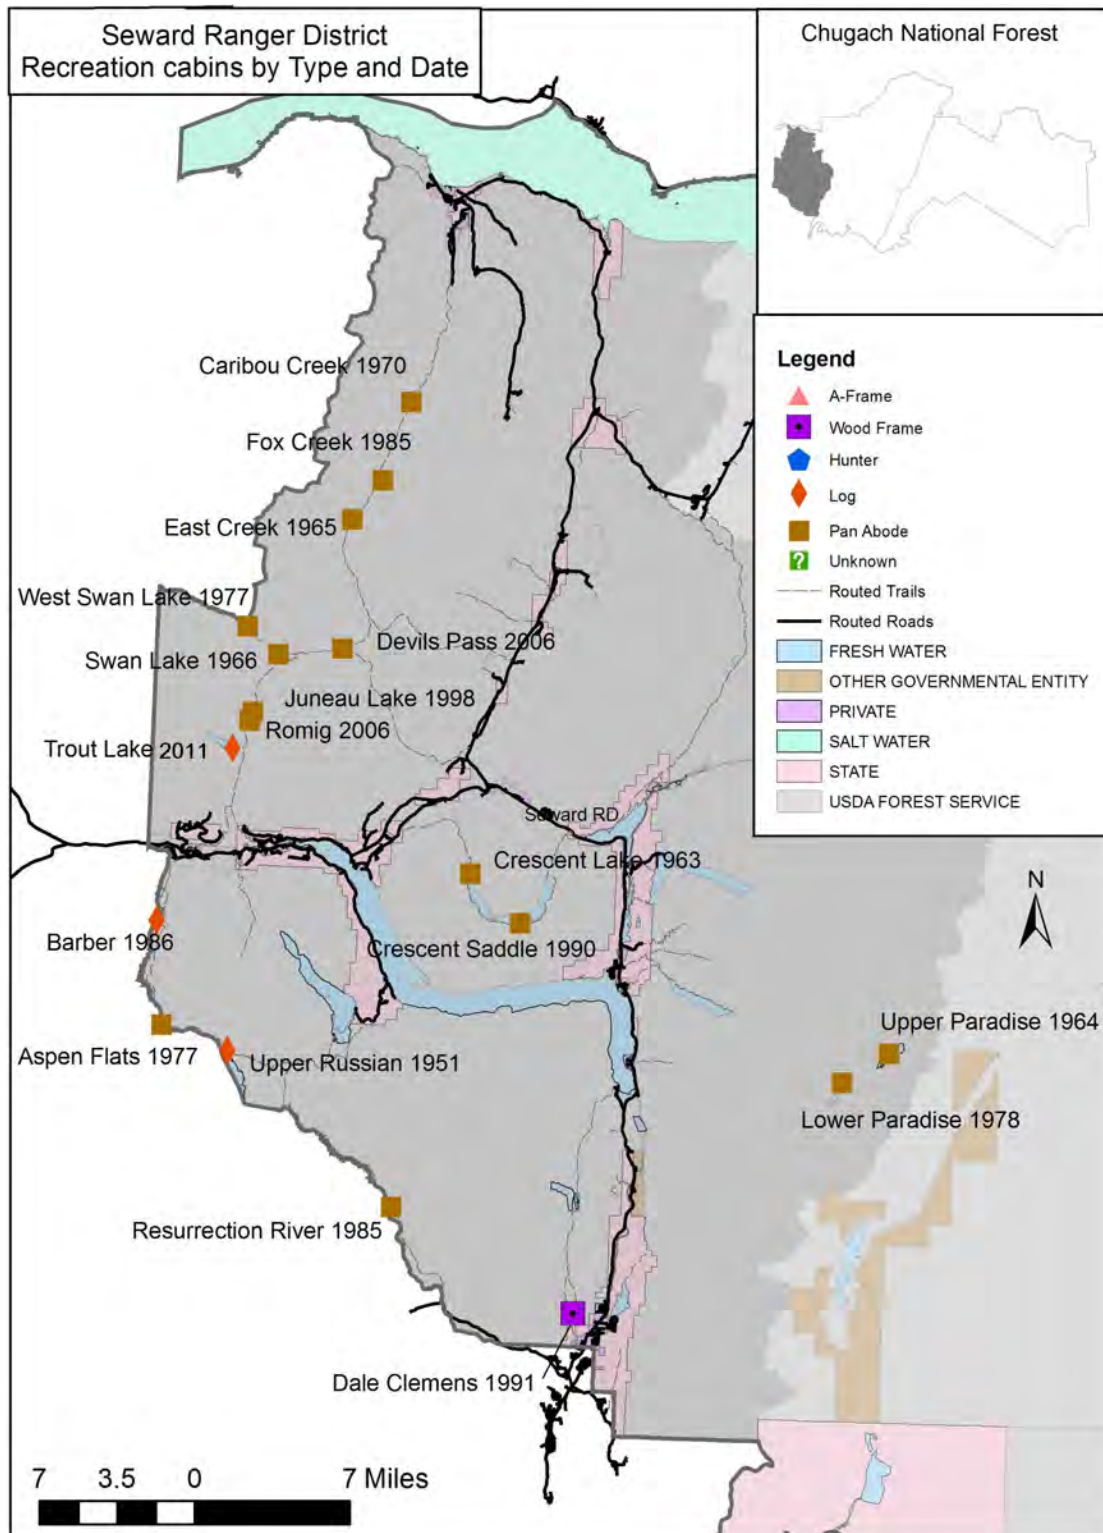 Seward Ranger District
Recreation cabins by Type and Date
Chugach National Forest
Legend
A-Frame
Wood Frame
Hunter
Log
Pan Abode
? Unknown
Routed Trails
Routed Roads
FRESH WATER
OTHER GOVERNMENTAL ENTITY
PRIVATE
SALT WATER
STATE
USDA FOREST SERVICE
Caribou Creek 1970
Fox Creek 1985
East Creek 1965
West Swan Lake 1977
Devils Pass 2006
Swan Lake 1966
Juneau Lake 1998
Romig 2006
Trout Lake 2011
Seward RD
Crescent Lake 1963
N
Barber 1986
Crescent Saddle 1990
Upper Paradise 1964
Aspen Flats 1977
Upper Russian 1951
Lower Paradise 1978
Resurrection River 1985
Dale Clemens 1991
7 3.5 0 7 Miles